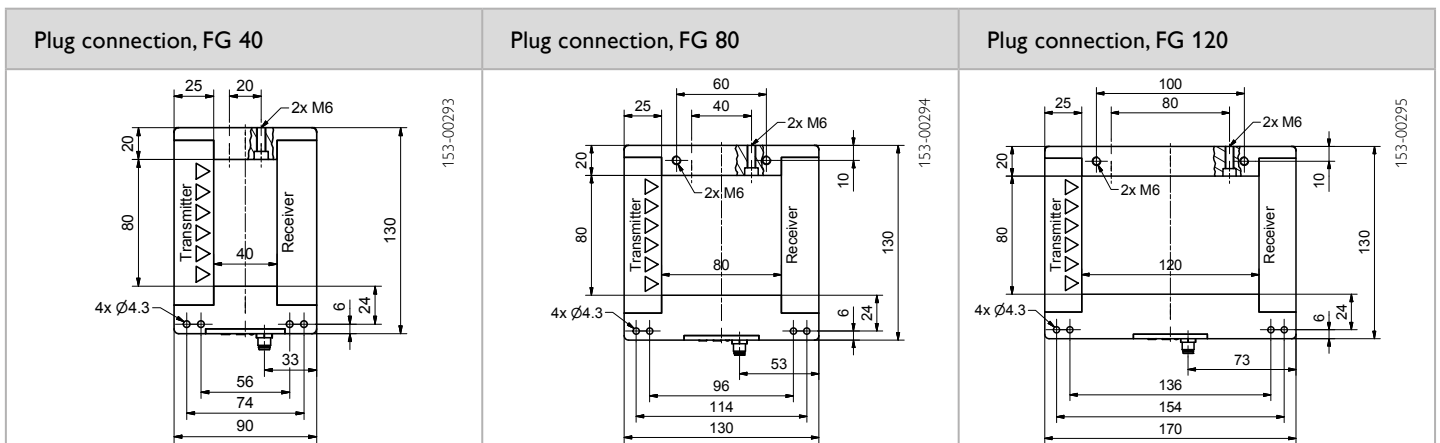 Plug connection, FG 40
Plug connection, FG 80
Plug connection, FG 120
25
20
2x M6
153-00293
20
80
Transmitter
Receiver
40
130
4x Ø4.3
6
24
33
56
74
90
60
25
40
2x M6
153-00294
20
10
2x M6
80
Transmitter
Receiver
80
130
4x Ø4.3
6
24
53
96
114
130
100
25
80
2x M6
153-00295
20
10
2x M6
80
Transmitter
Receiver
120
130
4x Ø4.3
6
24
73
136
154
170